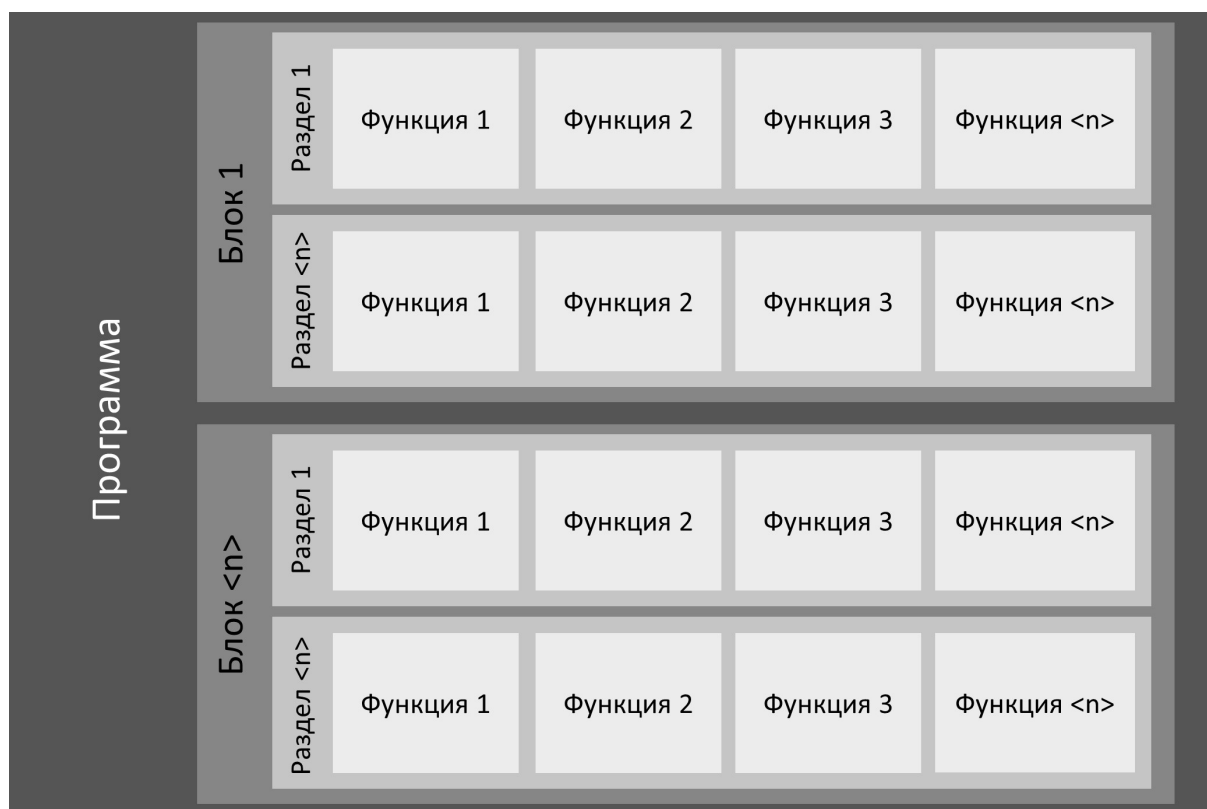 Программа
Блок 1
Раздел 1
Функция 1
Функция 2
Функция 3
Функция <n>
Раздел <n>
Функция 1
Функция 2
Функция 3
Функция <n>
Блок <n>
Раздел 1
Функция 1
Функция 2
Функция 3
Функция <n>
Раздел <n>
Функция 1
Функция 2
Функция 3
Функция <n>